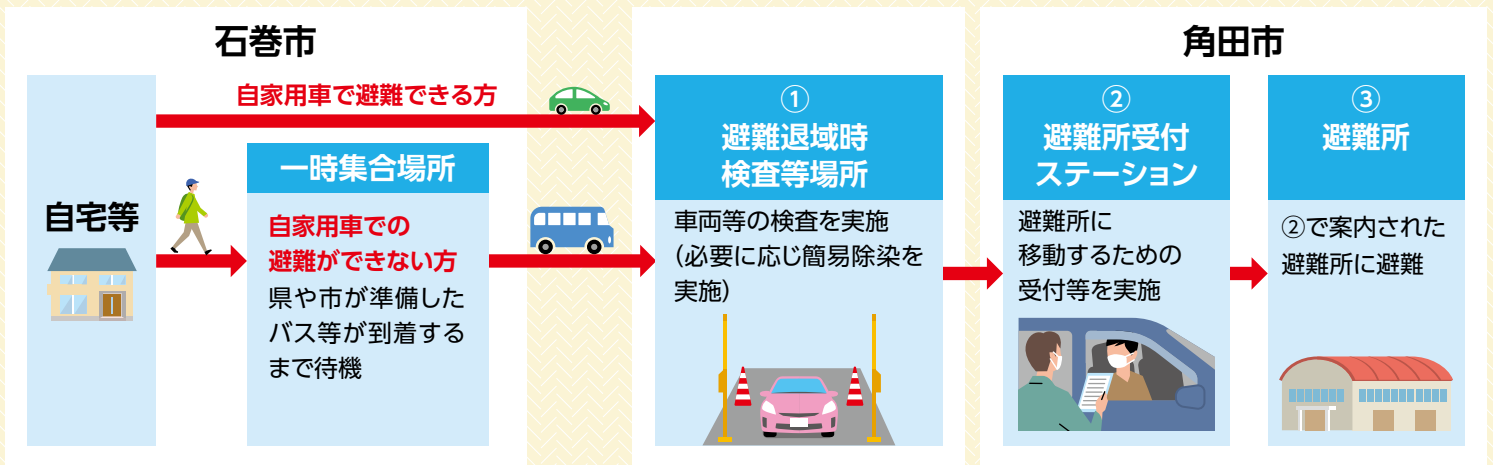 石巻市
自宅等
自家用車で避難できる方
一時集合場所
自家用車での
避難ができない方
県や市が準備した
バス等が到着する
まで待機
①
避難退域時
検査等場所
車両等の検査を実施
(必要に応じ簡易除染を
実施)
角田市
②
避難所受付
ステーション
避難所に
移動するための
受付等を実施
③
避難所
②で案内された
避難所に避難